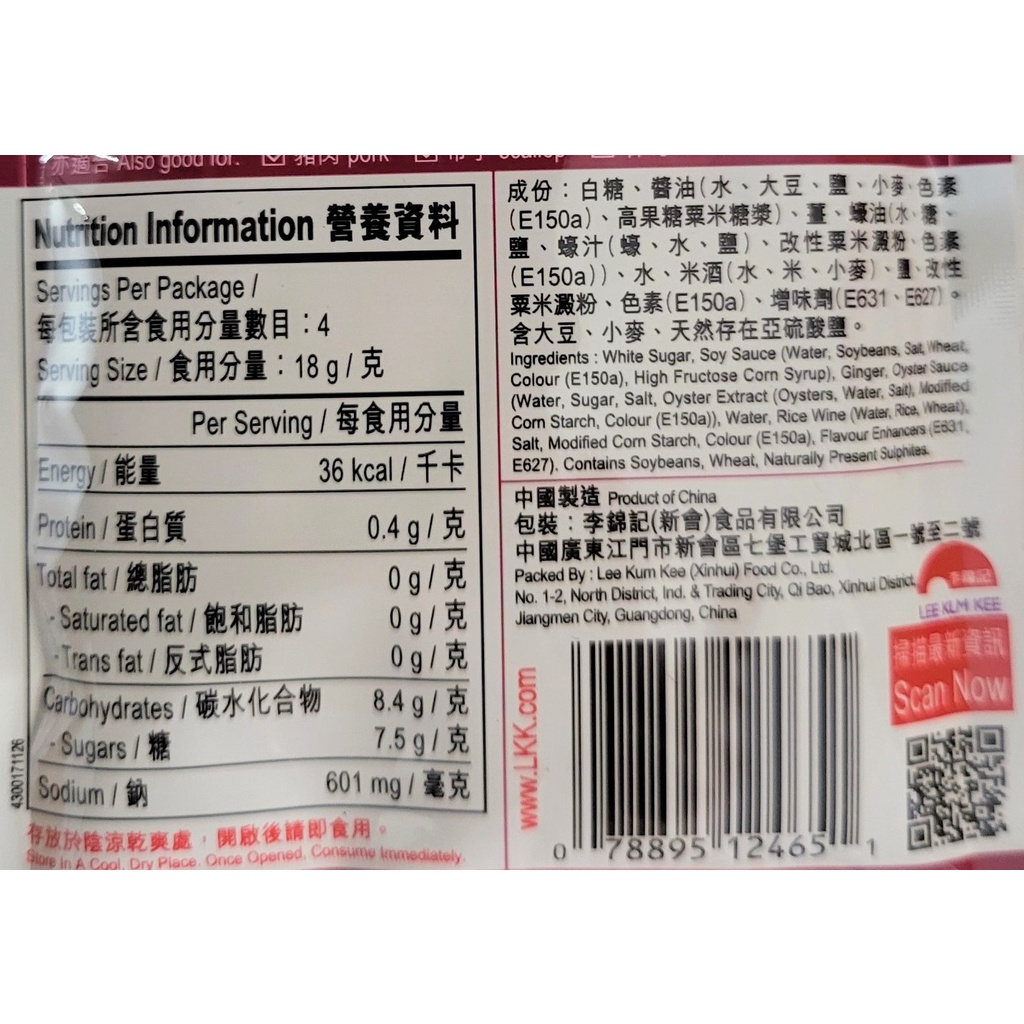 亦適合 Also good for: 豬肉 pork
Nutrition Information 營養資料
Servings Per Package /
每包裝所含食用分量數目：4
Serving Size / 食用分量：18 g / 克
Per Serving / 每食用分量
Energy / 能量 36 kcal / 千卡
Protein / 蛋白質 0.4 g / 克
Total fat / 總脂肪 0 g / 克
- Saturated fat / 飽和脂肪 0 g / 克
- Trans fat / 反式脂肪 0 g / 克
Carbohydrates / 碳水化合物 8.4 g / 克
- Sugars / 糖 7.5 g / 克
Sodium / 鈉 601 mg / 毫克
4300171126
存放於陰涼乾爽處，開啟後請即食用。
Store in A Cool, Dry Place. Once Opened, Consume Immediately.
成份：白糖、醬油(水、大豆、鹽、小麥、色素
(E150a)、高果糖粟米糖漿)、薑、蠔油(水、糖、
鹽、蠔汁(蠔、水、鹽)、改性粟米澱粉、色素
(E150a))、水、米酒(水、米、小麥)、鹽、改性
粟米澱粉、色素(E150a)、增味劑(E631、E627)。
含大豆、小麥、天然存在亞硫酸鹽。
Ingredients : White Sugar, Soy Sauce (Water, Soybeans, Salt, Wheat,
Colour (E150a), High Fructose Corn Syrup), Ginger, Oyster Sauce
(Water, Sugar, Salt, Oyster Extract (Oysters, Water, Salt), Modified
Corn Starch, Colour (E150a)), Water, Rice Wine (Water, Rice, Wheat),
Salt, Modified Corn Starch, Colour (E150a), Flavour Enhancers (E631,
E627). Contains Soybeans, Wheat, Naturally Present Sulphites.
中國製造 Product of China
包裝：李錦記(新會)食品有限公司
中國廣東江門市新會區七堡工貿城北區一號至二號
Packed By : Lee Kum Kee (Xinhui) Food Co., Ltd.
No. 1-2, North District, Ind. & Trading City, Qi Bao, Xinhui District,
Jiangmen City, Guangdong, China
李錦記
LEE KUM KEE
掃描最新資訊
Scan Now
www.LKK.com
0 78895 12465 1